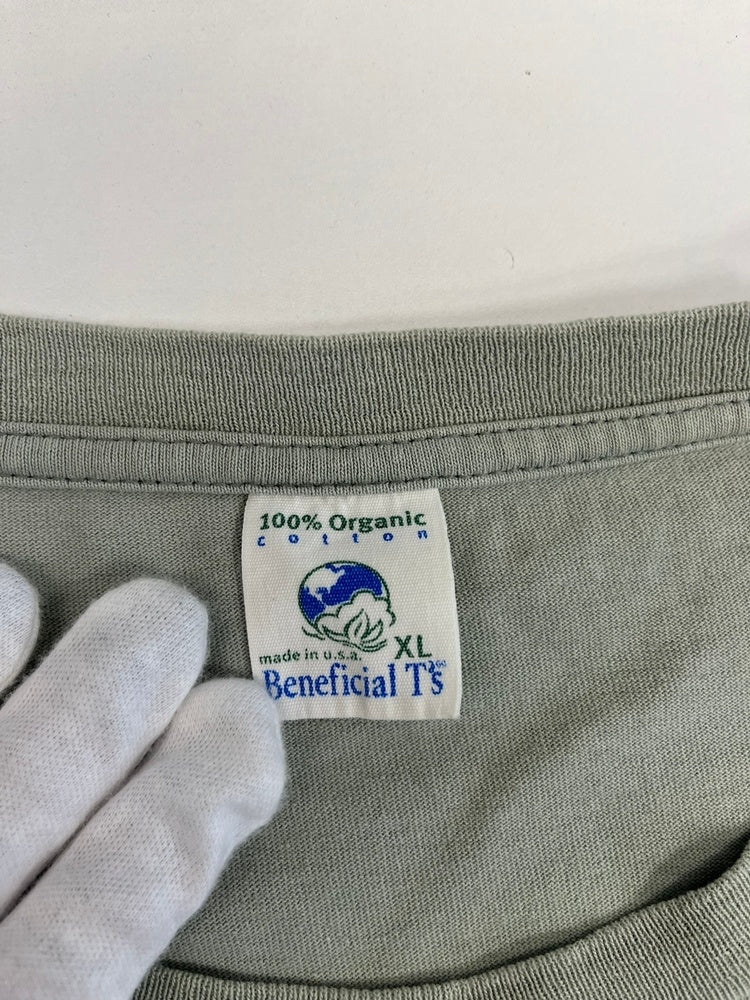 100% Organic
cotton
made in u.s.a. XL
Beneficial T's